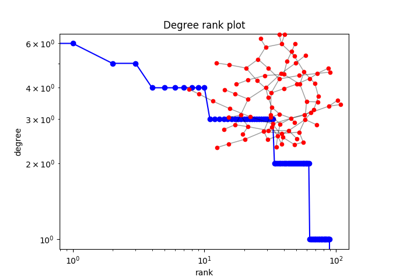 Degree rank plot
degree
6 × 10⁰
4 × 10⁰
3 × 10⁰
2 × 10⁰
10⁰
10⁰
10¹
10²
rank